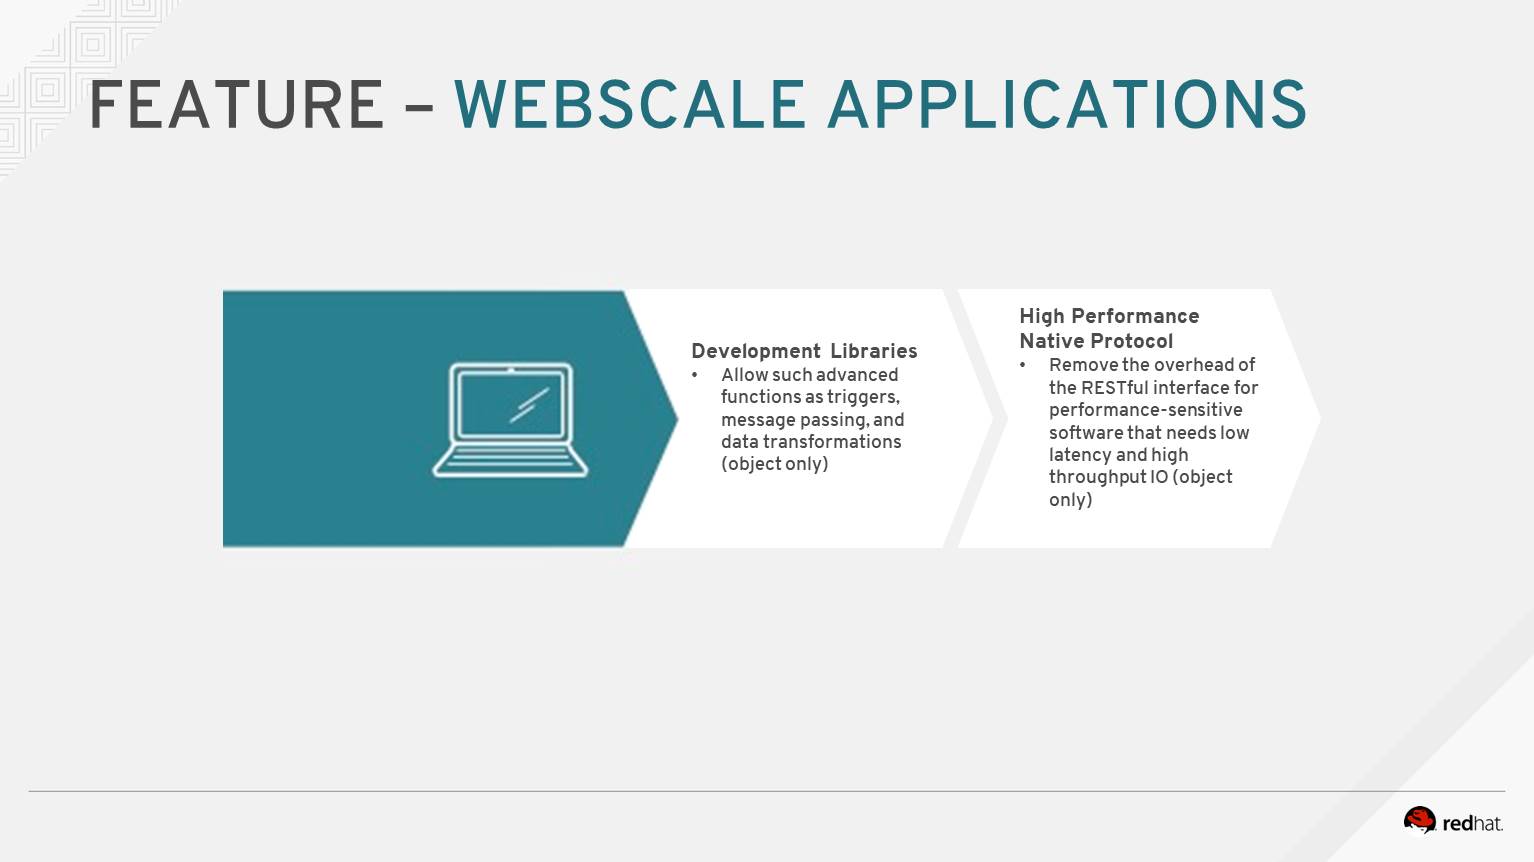 FEATURE – WEBSCALE APPLICATIONS
Development Libraries
• Allow such advanced
functions as triggers,
message passing, and
data transformations
(object only)
High Performance
Native Protocol
• Remove the overhead of
the RESTful interface for
performance-sensitive
software that needs low
latency and high
throughput IO (object
only)
redhat.